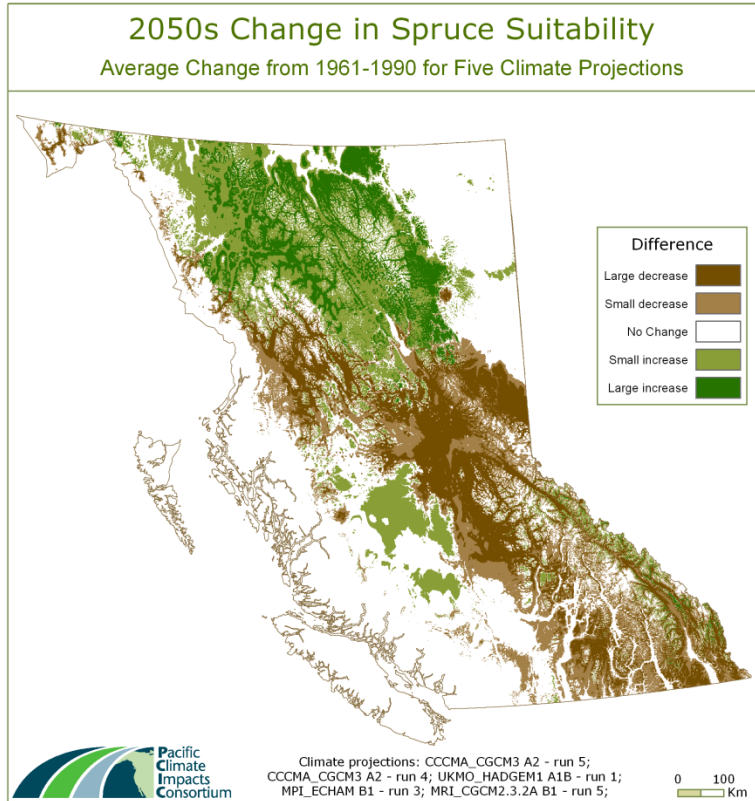 2050s Change in Spruce Suitability
Average Change from 1961-1990 for Five Climate Projections
Difference
Large decrease
Small decrease
No Change
Small increase
Large increase
Pacific
Climate
Impacts
Consortium
Climate projections: CCCMA_CGCM3 A2 - run 5;
CCCMA_CGCM3 A2 - run 4; UKMO_HADGEM1 A1B - run 1;
MPI_ECHAM B1 - run 3; MRI_CGCM2.3.2A B1 - run 5;
0 100
Km